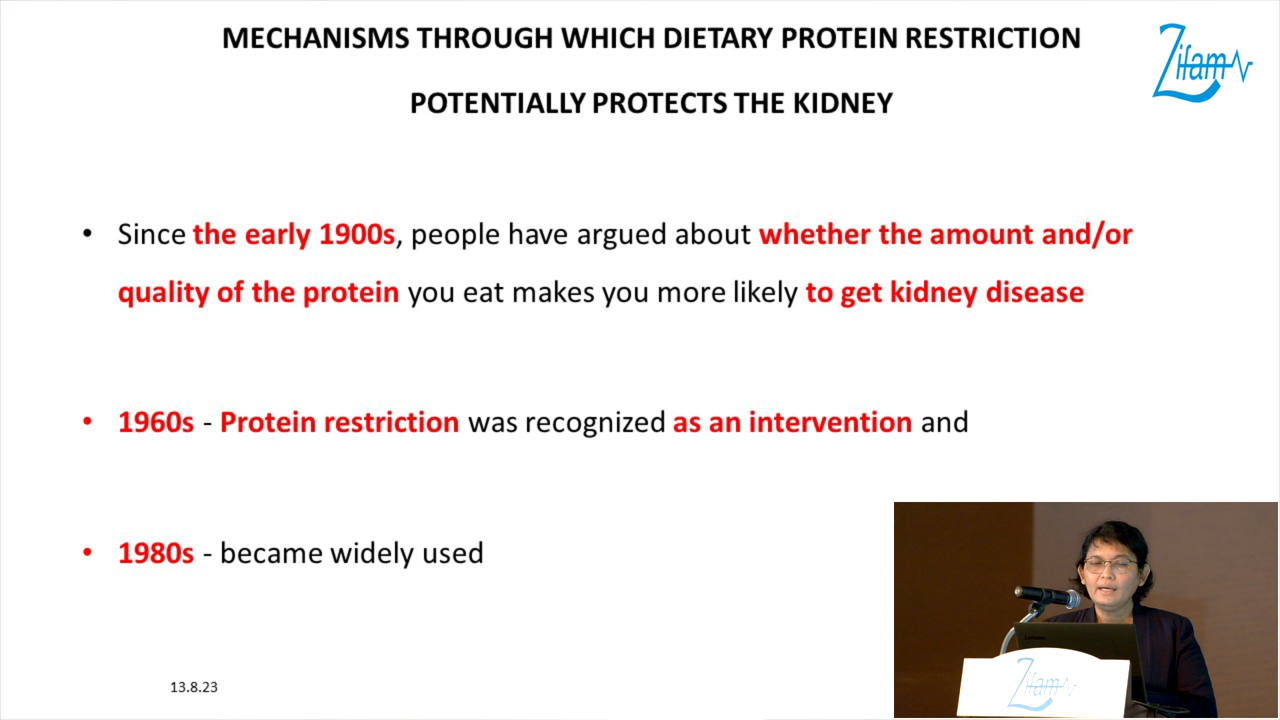 MECHANISMS THROUGH WHICH DIETARY PROTEIN RESTRICTION
POTENTIALLY PROTECTS THE KIDNEY
Zifam
• Since the early 1900s, people have argued about whether the amount and/or
quality of the protein you eat makes you more likely to get kidney disease
• 1960s - Protein restriction was recognized as an intervention and
• 1980s - became widely used
13.8.23
Lenovo
Zifam